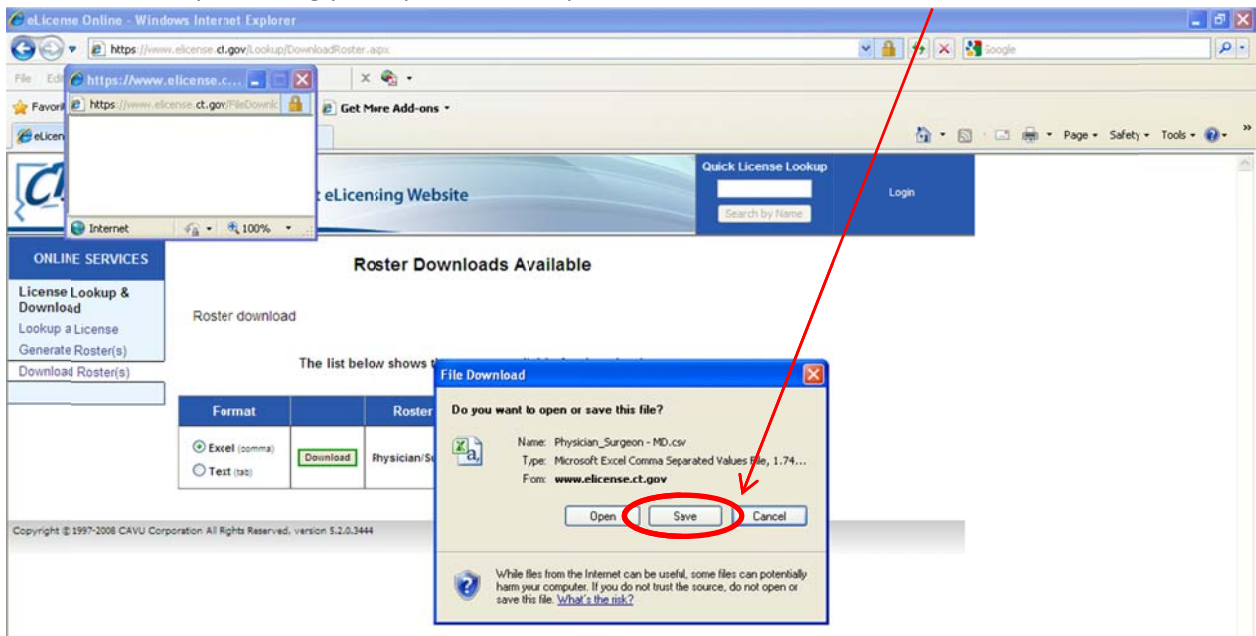 eLicense Online - Windows Internet Explorer
https://www.elicense.ct.gov/Lookup/DownloadRoster.aspx
Google
File
https://www.elicense.c...
https://www.elicense.ct.gov/FileDownlc
Internet
100%
Get More Add-ons
Page Safety Tools
eLicensing Website
Quick License Lookup
Search by Name
Login
ONLINE SERVICES
License Lookup &
Download
Lookup a License
Generate Roster(s)
Download Roster(s)
Roster Downloads Available
Roster download
The list below shows
Format
Roster
Excel (comma)
Text (tab)
Download
Physician/Su
File Download
Do you want to open or save this file?
Name: Physician_Surgeon - MD.csv
Type: Microsoft Excel Comma Separated Values File, 1.74...
From: www.elicense.ct.gov
Open
Save
Cancel
While files from the Internet can be useful, some files can potentially
harm your computer. If you do not trust the source, do not open or
save this file. What's the risk?
Copyright ©1997-2008 CAVU Corporation All Rights Reserved, version 5.2.0.3444